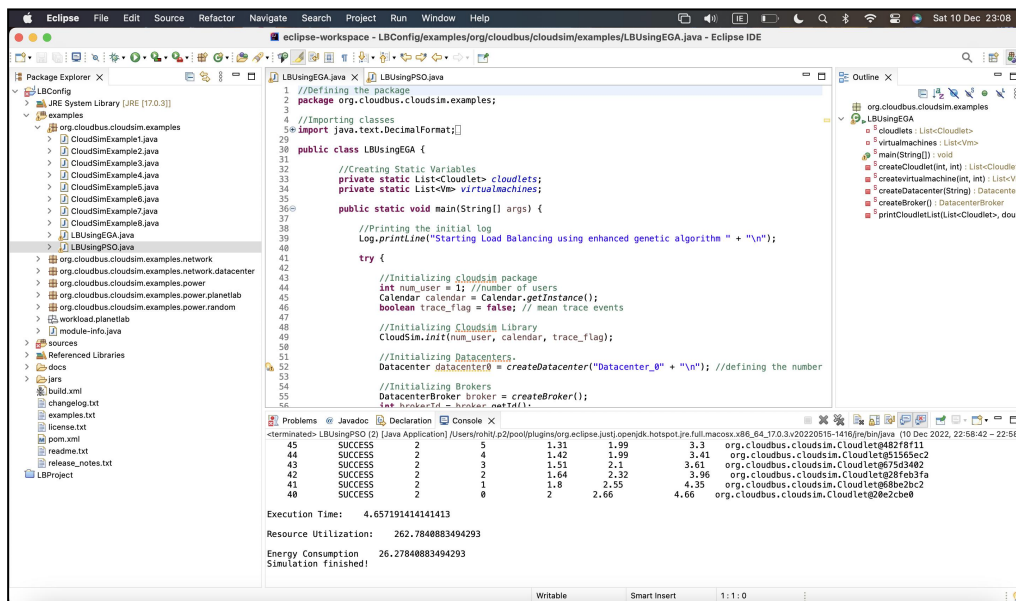 Eclipse File Edit Source Refactor Navigate Search Project Run Window Help Sat 10 Dec 23:08
eclipse-workspace - LBConfig/examples/org/cloudbus/cloudsim/examples/LBUsingEGA.java - Eclipse IDE
Package Explorer
LBConfig
JRE System Library [JRE [17.0.3]]
examples
org.cloudbus.cloudsim.examples
CloudSimExample1.java
CloudSimExample2.java
CloudSimExample3.java
CloudSimExample4.java
CloudSimExample5.java
CloudSimExample6.java
CloudSimExample7.java
CloudSimExample8.java
LBUsingEGA.java
LBUsingPSO.java
org.cloudbus.cloudsim.examples.network
org.cloudbus.cloudsim.examples.network.datacenter
org.cloudbus.cloudsim.examples.power
org.cloudbus.cloudsim.examples.power.planetlab
org.cloudbus.cloudsim.examples.power.random
workload.planetlab
module-info.java
sources
Referenced Libraries
docs
jars
build.xml
changelog.txt
examples.txt
license.txt
pom.xml
readme.txt
release_notes.txt
LBProject
LBUsingEGA.java LBUsingPSO.java
1 //Defining the package
2 package org.cloudbus.cloudsim.examples;
3
4 //Importing classes
5 import java.text.DecimalFormat;
29
30 public class LBUsingEGA {
31
32 //Creating Static Variables
33 private static List<Cloudlet> cloudlets;
34 private static List<Vm> virtualmachines;
35
36 public static void main(String[] args) {
37
38 //Printing the initial log
39 Log.printLine("Starting Load Balancing using enhanced genetic algorithm " + "\n");
40
41 try {
42
43 //Initializing cloudsim package
44 int num_user = 1; //number of users
45 Calendar calendar = Calendar.getInstance();
46 boolean trace_flag = false; // mean trace events
47
48 //Initializing Cloudsim Library
49 CloudSim.init(num_user, calendar, trace_flag);
50
51 //Initializing Datacenters.
52 Datacenter datacenter0 = createDatacenter("Datacenter_0" + "\n"); //defining the number
53
54 //Initializing Brokers
55 DatacenterBroker broker = createBroker();
56 int brokerId = broker.getId();
Outline
org.cloudbus.cloudsim.examples
LBUsingEGA
cloudlets : List<Cloudlet>
virtualmachines : List<Vm>
main(String[]) : void
createCloudlet(int, int) : List<Cloudle
createvirtualmachine(int, int) : List<V
createDatacenter(String) : Datacente
createBroker() : DatacenterBroker
printCloudletList(List<Cloudlet>, dou
Problems @ Javadoc Declaration Console
<terminated> LBUsingPSO (2) [Java Application] /Users/rohit/.p2/pool/plugins/org.eclipse.justj.openjdk.hotspot.jre.full.macosx.x86_64_17.0.3.v20220515-1416/jre/bin/java (10 Dec 2022, 22:58:42 – 22:58
45 SUCCESS 2 5 1.31 1.99 3.3 org.cloudbus.cloudsim.Cloudlet@482f8f11
44 SUCCESS 2 4 1.42 1.99 3.41 org.cloudbus.cloudsim.Cloudlet@51565ec2
43 SUCCESS 2 3 1.51 2.1 3.61 org.cloudbus.cloudsim.Cloudlet@675d3402
42 SUCCESS 2 2 1.64 2.32 3.96 org.cloudbus.cloudsim.Cloudlet@28feb3fa
41 SUCCESS 2 1 1.8 2.55 4.35 org.cloudbus.cloudsim.Cloudlet@68be2bc2
40 SUCCESS 2 0 2 2.66 4.66 org.cloudbus.cloudsim.Cloudlet@20e2cbe0
Execution Time: 4.657191414141413
Resource Utilization: 262.7840883494293
Energy Consumption 26.27840883494293
Simulation finished!
Writable Smart Insert 1 : 1 : 0